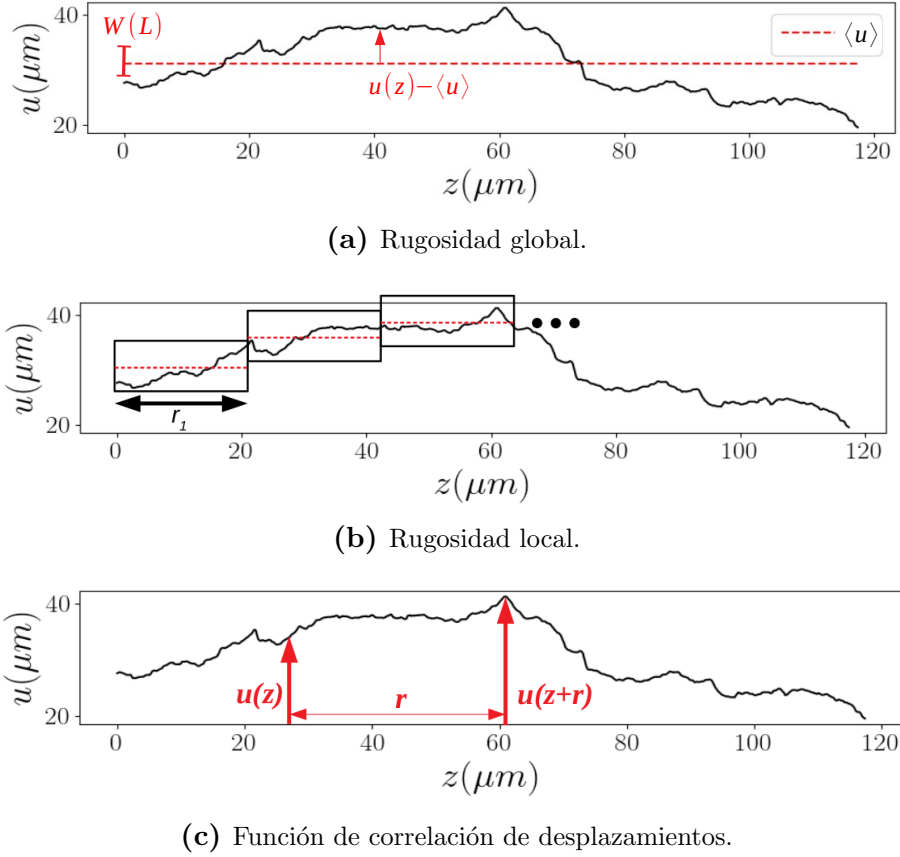 W(L)
u(μm)
40
20
u(z)−⟨u⟩
⟨u⟩
0 20 40 60 80 100 120
z(μm)
(a) Rugosidad global.
u(μm)
40
20
r₁
0 20 40 60 80 100 120
z(μm)
(b) Rugosidad local.
u(μm)
40
20
u(z)
r
u(z+r)
0 20 40 60 80 100 120
z(μm)
(c) Función de correlación de desplazamientos.